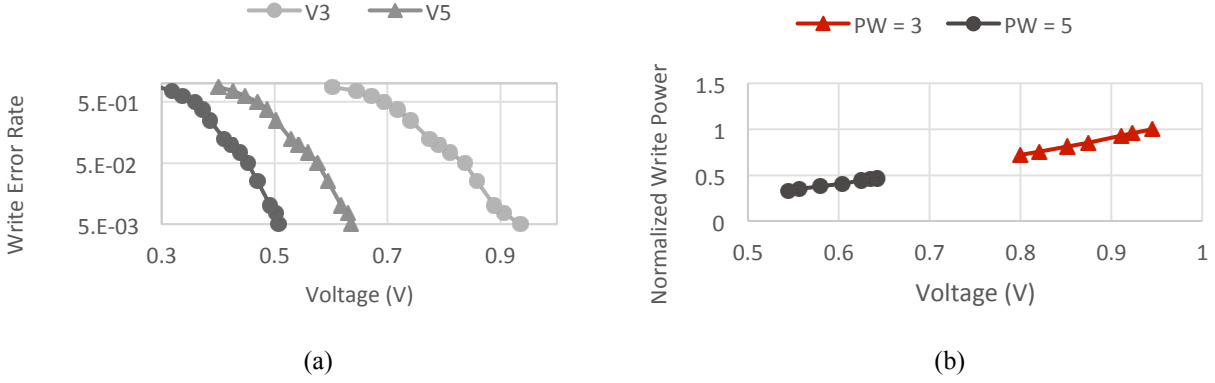 V3 V5
Write Error Rate
5.E-01
5.E-02
5.E-03
0.3 0.5 0.7 0.9
Voltage (V)
(a)
PW = 3 PW = 5
Normalized Write Power
1.5
1
0.5
0
0.5 0.6 0.7 0.8 0.9 1
Voltage (V)
(b)